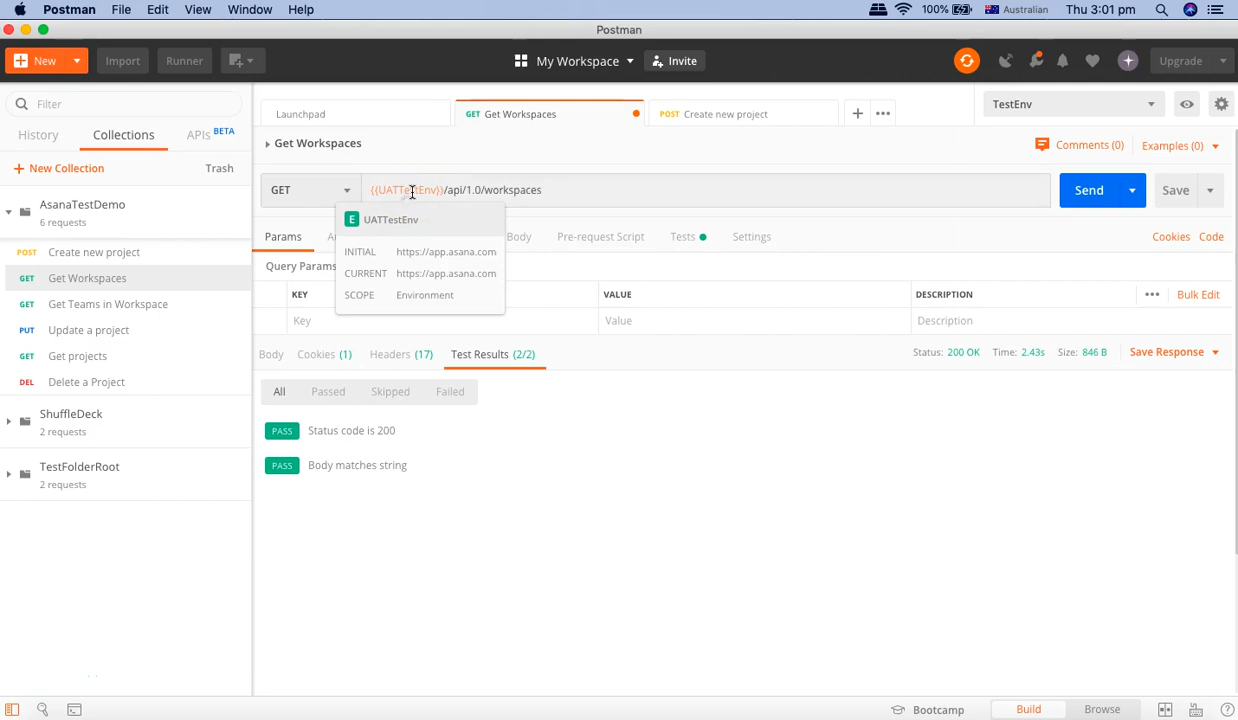 Postman File Edit View Window Help 100% Australian Thu 3:01 pm
Postman
New Import Runner My Workspace Invite Upgrade
Filter
Launchpad GET Get Workspaces POST Create new project TestEnv
History Collections APIs BETA
Get Workspaces Comments (0) Examples (0)
New Collection Trash
GET {{UATTestEnv}}/api/1.0/workspaces Send Save
AsanaTestDemo
6 requests
E UATTestEnv
Params Body Pre-request Script Tests Settings Cookies Code
POST Create new project
INITIAL https://app.asana.com
Query Params
GET Get Workspaces
CURRENT https://app.asana.com
SCOPE Environment
KEY VALUE DESCRIPTION Bulk Edit
GET Get Teams in Workspace
Key Value Description
PUT Update a project
Body Cookies (1) Headers (17) Test Results (2/2) Status: 200 OK Time: 2.43s Size: 846 B Save Response
GET Get projects
DEL Delete a Project
All Passed Skipped Failed
ShuffleDeck
2 requests
PASS Status code is 200
TestFolderRoot
2 requests
PASS Body matches string
Bootcamp Build Browse